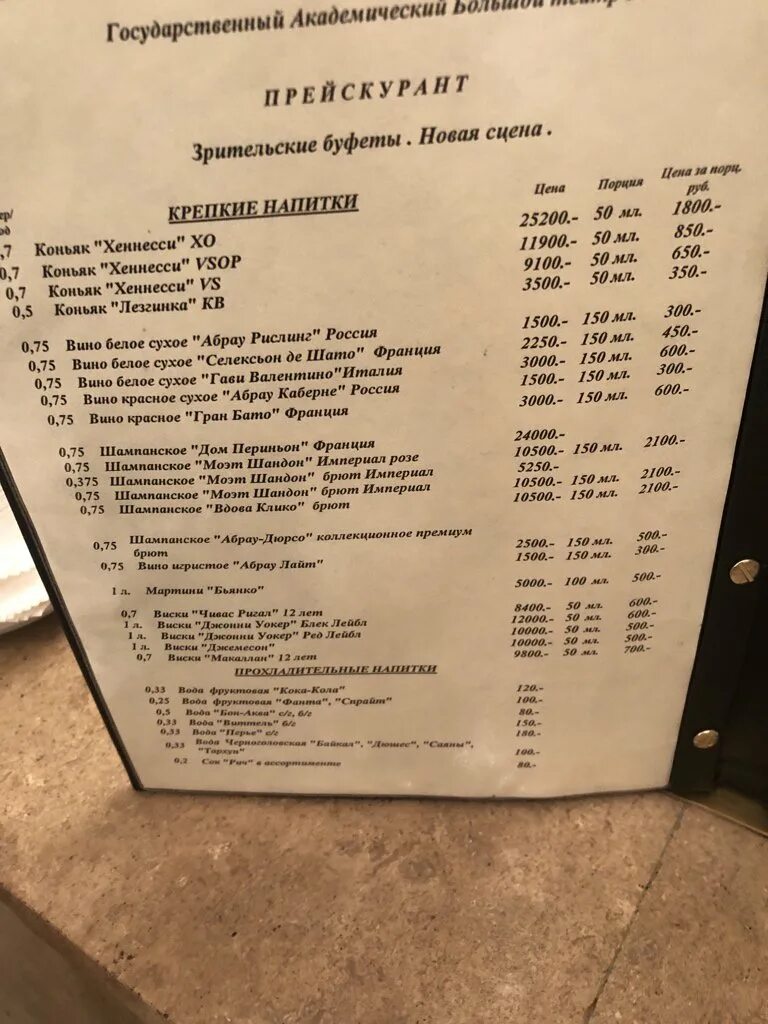 Государственный Академический Большой театр
ПРЕЙСКУРАНТ
Зрительские буфеты . Новая сцена .
Цена Порция Цена за порц. руб.
КРЕПКИЕ НАПИТКИ
,7 Коньяк "Хеннесси" ХО 25200.- 50 мл. 1800.-
0,7 Коньяк "Хеннесси" VSOP 11900.- 50 мл. 850.-
0,7 Коньяк "Хеннесси" VS 9100.- 50 мл. 650.-
0,5 Коньяк "Лезгинка" КВ 3500.- 50 мл. 350.-
0,75 Вино белое сухое "Абрау Рислинг" Россия 1500.- 150 мл. 300.-
0,75 Вино белое сухое "Селексьон де Шато" Франция 2250.- 150 мл. 450.-
0,75 Вино белое сухое "Гави Валентино"Италия 3000.- 150 мл. 600.-
0,75 Вино красное сухое "Абрау Каберне" Россия 1500.- 150 мл. 300.-
0,75 Вино красное "Гран Бато" Франция 3000.- 150 мл. 600.-
0,75 Шампанское "Дом Периньон" Франция 24000.-
0,75 Шампанское "Моэт Шандон" Империал розе 10500.- 150 мл. 2100.-
0,375 Шампанское "Моэт Шандон" брют Империал 5250.-
0,75 Шампанское "Моэт Шандон" брют Империал 10500.- 150 мл. 2100.-
0,75 Шампанское "Вдова Клико" брют 10500.- 150 мл. 2100.-
0,75 Шампанское "Абрау-Дюрсо" коллекционное премиум
брют 2500.- 150 мл. 500.-
0,75 Вино игристое "Абрау Лайт" 1500.- 150 мл. 300.-
1 л. Мартини "Бьянко" 5000.- 100 мл. 500.-
0,7 Виски "Чивас Ригал" 12 лет 8400.- 50 мл. 600.-
1 л. Виски "Джонни Уокер" Блек Лейбл 12000.- 50 мл. 600.-
1 л. Виски "Джонни Уокер" Ред Лейбл 10000.- 50 мл. 500.-
1 л. Виски "Джемесон" 10000.- 50 мл. 500.-
0,7 Виски "Макаллан" 12 лет 9800.- 50 мл. 700.-
ПРОХЛАДИТЕЛЬНЫЕ НАПИТКИ
0,33 Вода фруктовая "Кока-Кола" 120.-
0,25 Вода фруктовая "Фанта", "Спрайт" 100.-
0,5 Вода "Бон-Аква" с/г, б/г 80.-
0,33 Вода "Виттель" б/г 150.-
0,33 Вода "Перье" с/г 180.-
0,33 Вода Черноголовская "Байкал", "Дюшес", "Саяны",
"Тархун" 100.-
0,2 Сок "Рич" в ассортименте 80.-